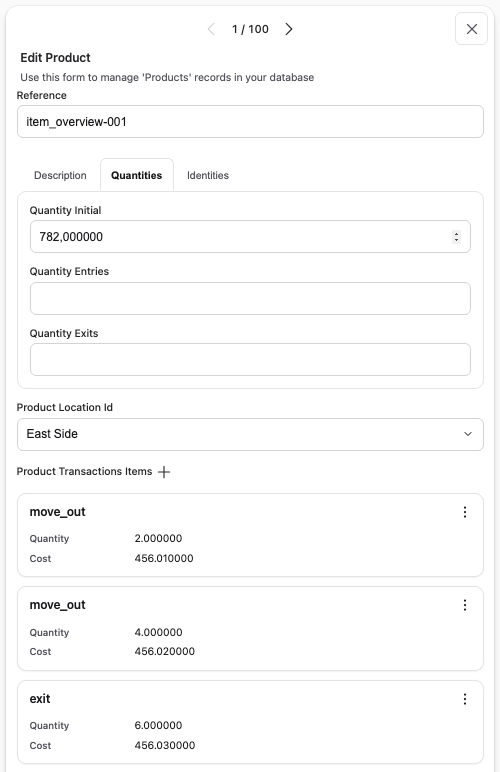 1 / 100
Edit Product
Use this form to manage 'Products' records in your database
Reference
item_overview-001
Description Quantities Identities
Quantity Initial
782,000000
Quantity Entries
Quantity Exits
Product Location Id
East Side
Product Transactions Items
move_out
Quantity 2.000000
Cost 456.010000
move_out
Quantity 4.000000
Cost 456.020000
exit
Quantity 6.000000
Cost 456.030000